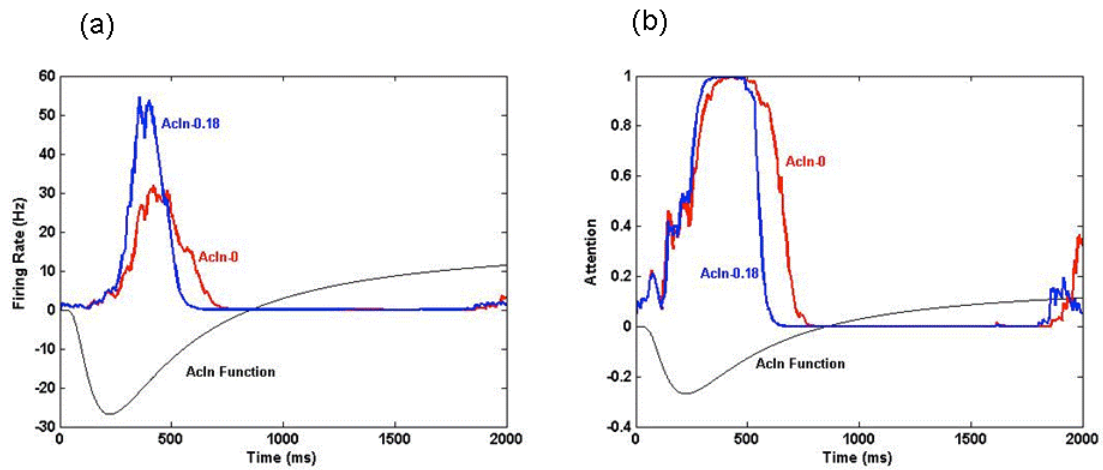 (a)
60
50
40
30
20
10
0
-10
-20
-30
Firing Rate (Hz)
AcIn-0.18
AcIn-0
AcIn Function
0 500 1000 1500 2000
Time (ms)
(b)
1
0.8
0.6
0.4
0.2
0
-0.2
-0.4
Attention
AcIn-0
AcIn-0.18
AcIn Function
0 500 1000 1500 2000
Time (ms)